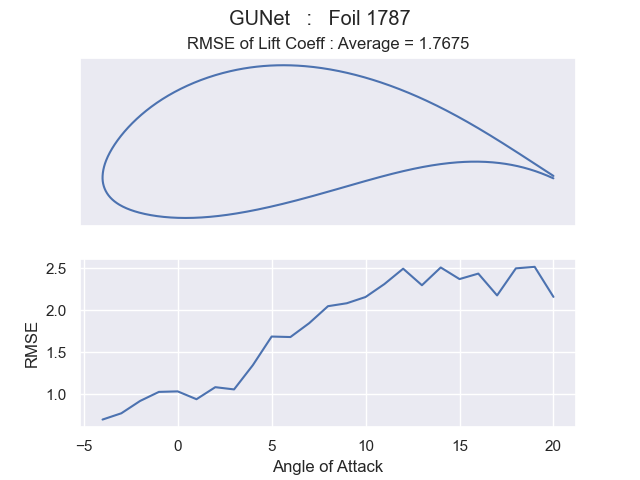 GUNet   :   Foil 1787
RMSE of Lift Coeff : Average = 1.7675
2.5
2.0
1.5
1.0
RMSE
−5
0
5
10
15
20
Angle of Attack